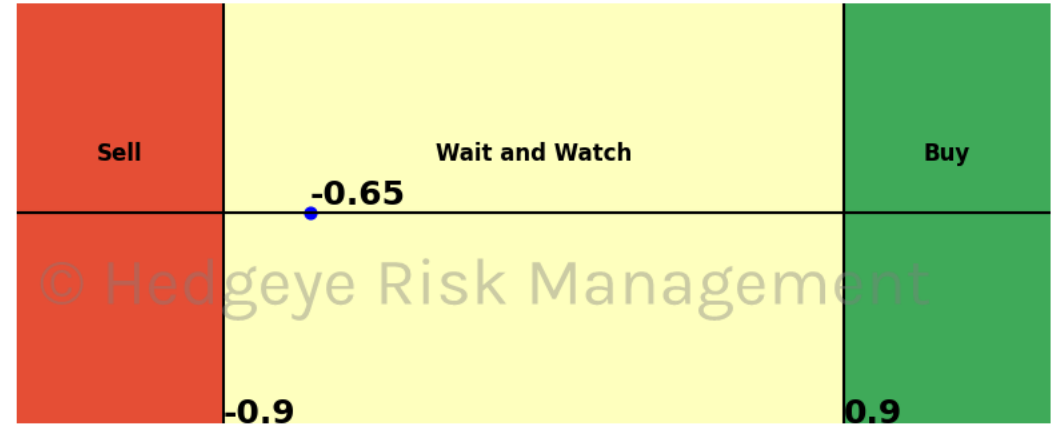 Sell
Wait and Watch
Buy
-0.65
© Hedgeye Risk Management
-0.9
0.9